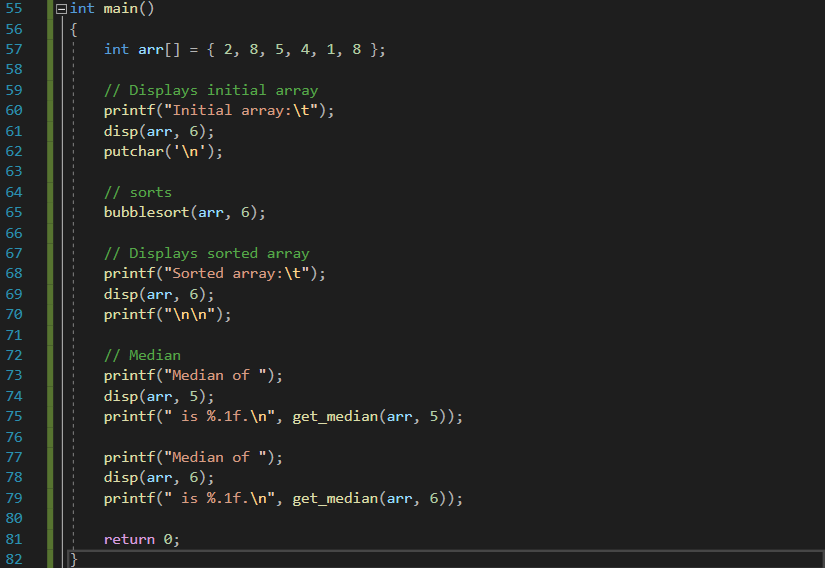 55 int main()
56 {
57 int arr[] = { 2, 8, 5, 4, 1, 8 };
58
59 // Displays initial array
60 printf("Initial array:\t");
61 disp(arr, 6);
62 putchar('\n');
63
64 // sorts
65 bubblesort(arr, 6);
66
67 // Displays sorted array
68 printf("Sorted array:\t");
69 disp(arr, 6);
70 printf("\n\n");
71
72 // Median
73 printf("Median of ");
74 disp(arr, 5);
75 printf(" is %.1f.\n", get_median(arr, 5));
76
77 printf("Median of ");
78 disp(arr, 6);
79 printf(" is %.1f.\n", get_median(arr, 6));
80
81 return 0;
82 }